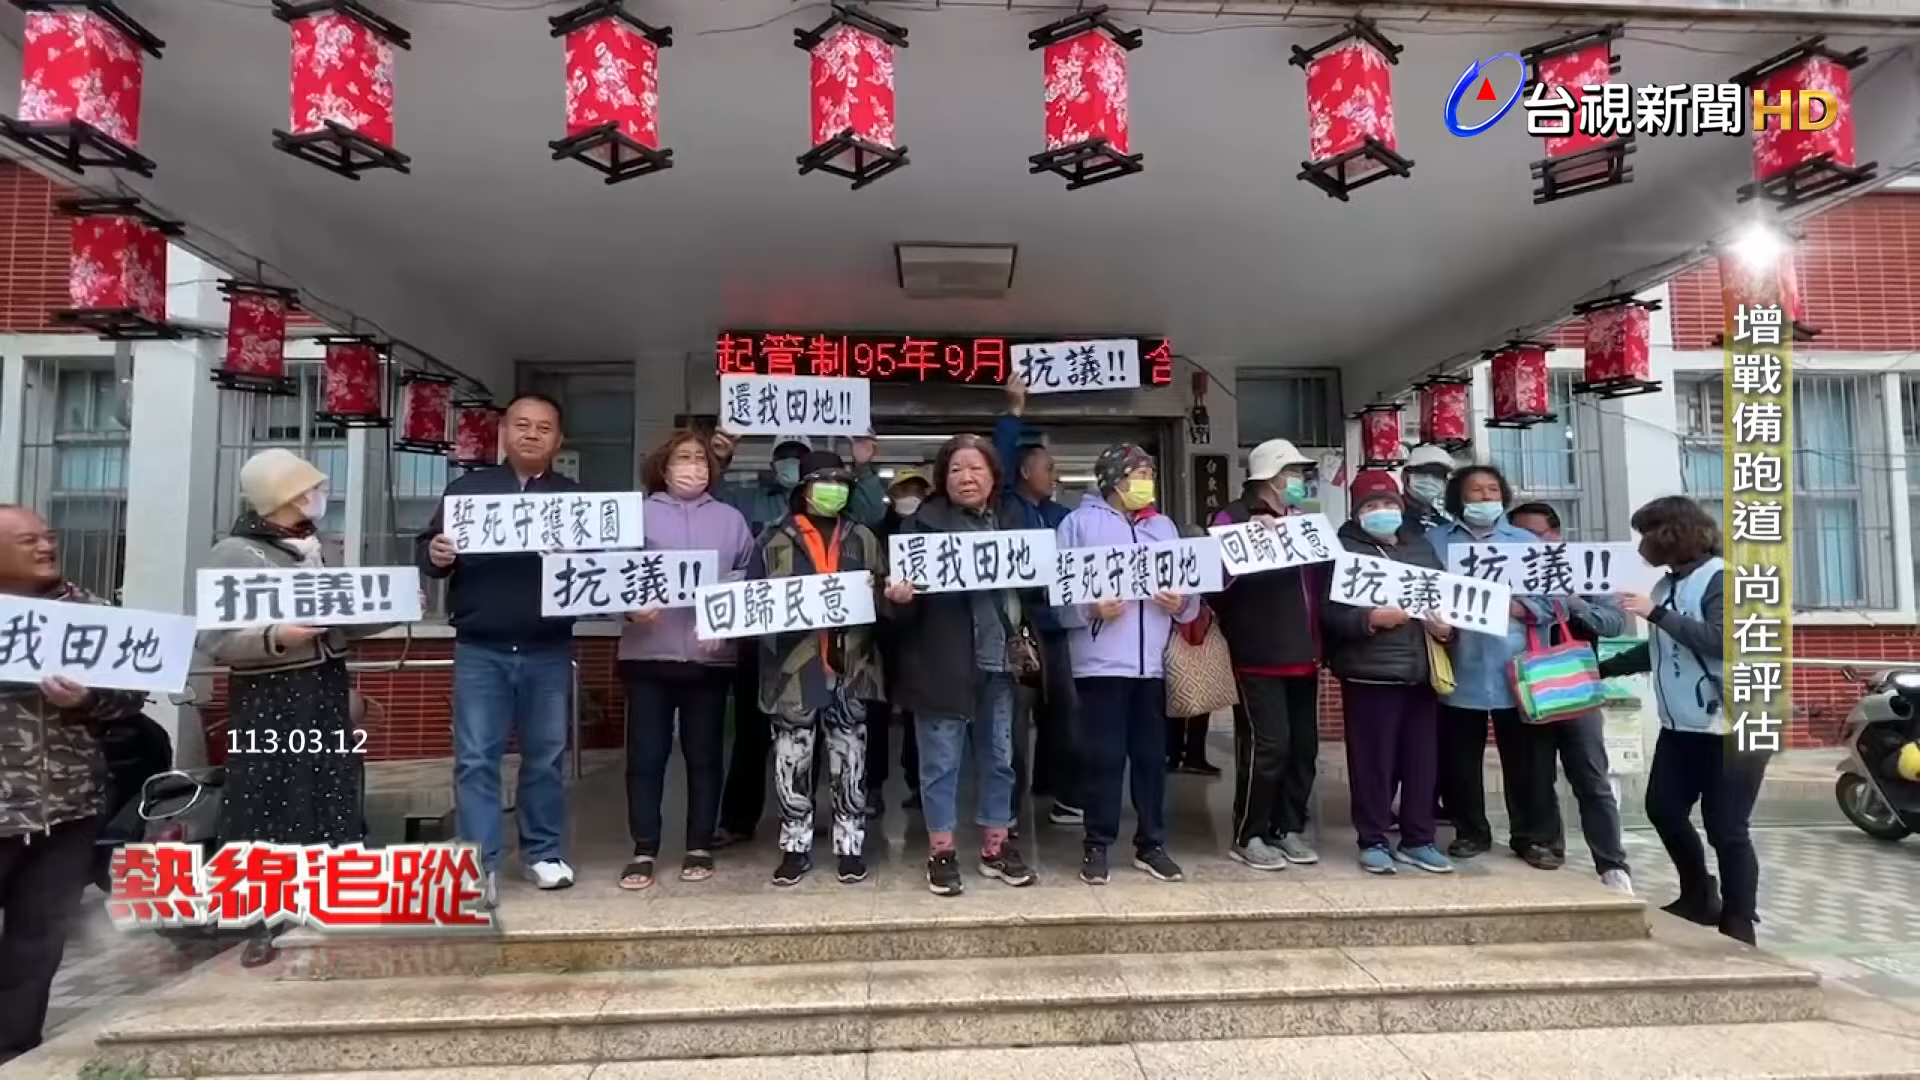 台視新聞HD
起管制95年9月
抗議!!
還我田地!!
誓死守護家園
抗議!!
回歸民意
還我田地
誓死守護田地
回歸民意
抗議!!!
抗議!!
抗議!!
我田地
增戰備跑道 尚在評估
113.03.12
熱線追蹤